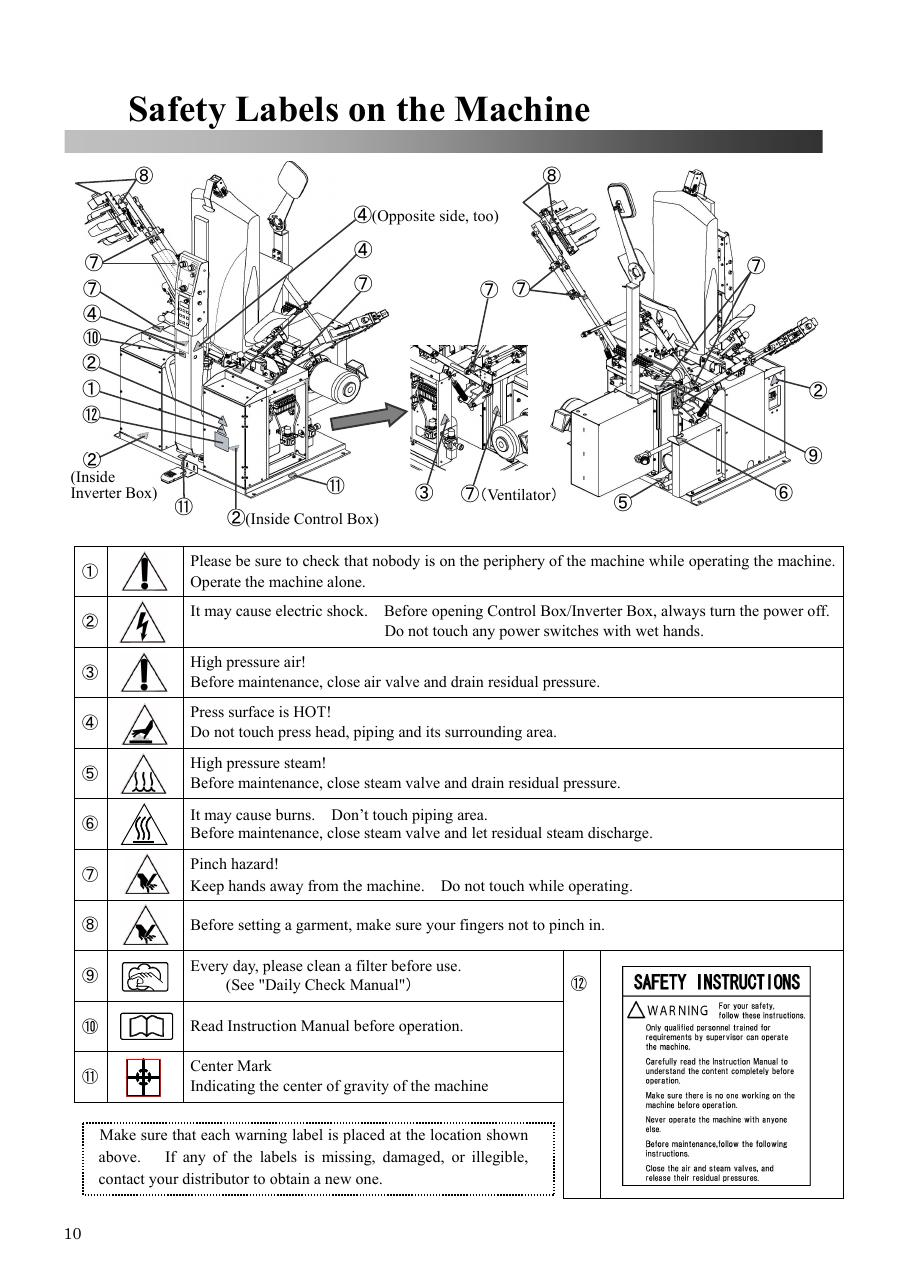 Safety Labels on the Machine
⑧
⑧
④(Opposite side, too)
④
⑦
⑦
⑦
⑦
⑦
⑦
④
⑩
②
①
⑫
②
②
(Inside
Inverter Box)
⑪
②(Inside Control Box)
⑪
③
⑦(Ventilator)
⑤
⑥
⑨
① Please be sure to check that nobody is on the periphery of the machine while operating the machine.
Operate the machine alone.
② It may cause electric shock. Before opening Control Box/Inverter Box, always turn the power off.
Do not touch any power switches with wet hands.
③ High pressure air!
Before maintenance, close air valve and drain residual pressure.
④ Press surface is HOT!
Do not touch press head, piping and its surrounding area.
⑤ High pressure steam!
Before maintenance, close steam valve and drain residual pressure.
⑥ It may cause burns. Don’t touch piping area.
Before maintenance, close steam valve and let residual steam discharge.
⑦ Pinch hazard!
Keep hands away from the machine. Do not touch while operating.
⑧ Before setting a garment, make sure your fingers not to pinch in.
⑨ Every day, please clean a filter before use.
(See "Daily Check Manual")
⑩ Read Instruction Manual before operation.
⑪ Center Mark
Indicating the center of gravity of the machine
⑫
SAFETY INSTRUCTIONS
WARNING
For your safety,
follow these instructions.
Only qualified personnel trained for
requirements by supervisor can operate
the machine.
Carefully read the Instruction Manual to
understand the content completely before
operation.
Make sure there is no one working on the
machine before operation.
Never operate the machine with anyone
else.
Before maintenance,follow the following
instructions.
Close the air and steam valves, and
release their residual pressures.
Make sure that each warning label is placed at the location shown
above. If any of the labels is missing, damaged, or illegible,
contact your distributor to obtain a new one.
10